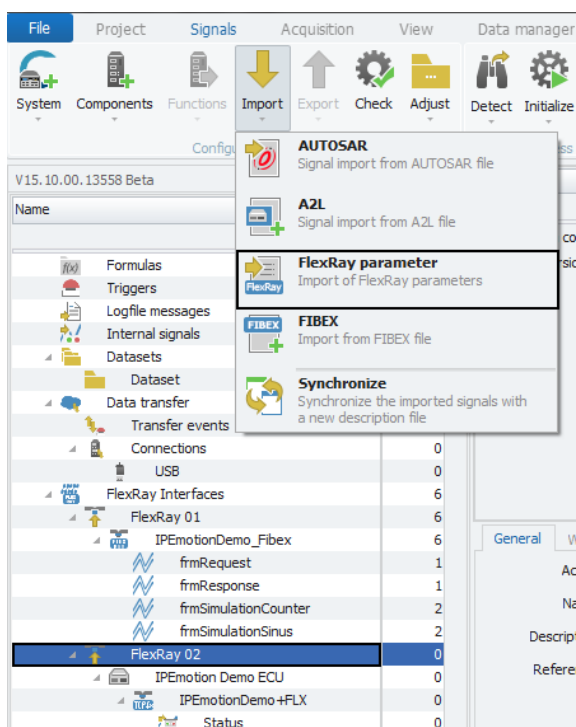 File Project Signals Acquisition View Data manager
System Components Functions Import Export Check Adjust Detect Initialize
AUTOSAR
Signal import from AUTOSAR file
A2L
Signal import from A2L file
FlexRay parameter
Import of FlexRay parameters
FlexRay
FIBEX
Import from FIBEX file
FIBEX
Synchronize
Synchronize the imported signals with
a new description file
V15.10.00.13558 Beta
Name
f(x) Formulas
Triggers
Logfile messages
Internal signals
Datasets
Dataset
Data transfer
Transfer events
Connections 0
USB 0
FlexRay Interfaces 6
FlexRay 01 6
IPEmotionDemo_Fibex 6
frmRequest 1
frmResponse 1
frmSimulationCounter 2
frmSimulationSinus 2
FlexRay 02 0
IPEmotion Demo ECU 0
IPEmotionDemo+FLX 0
Status 0
General